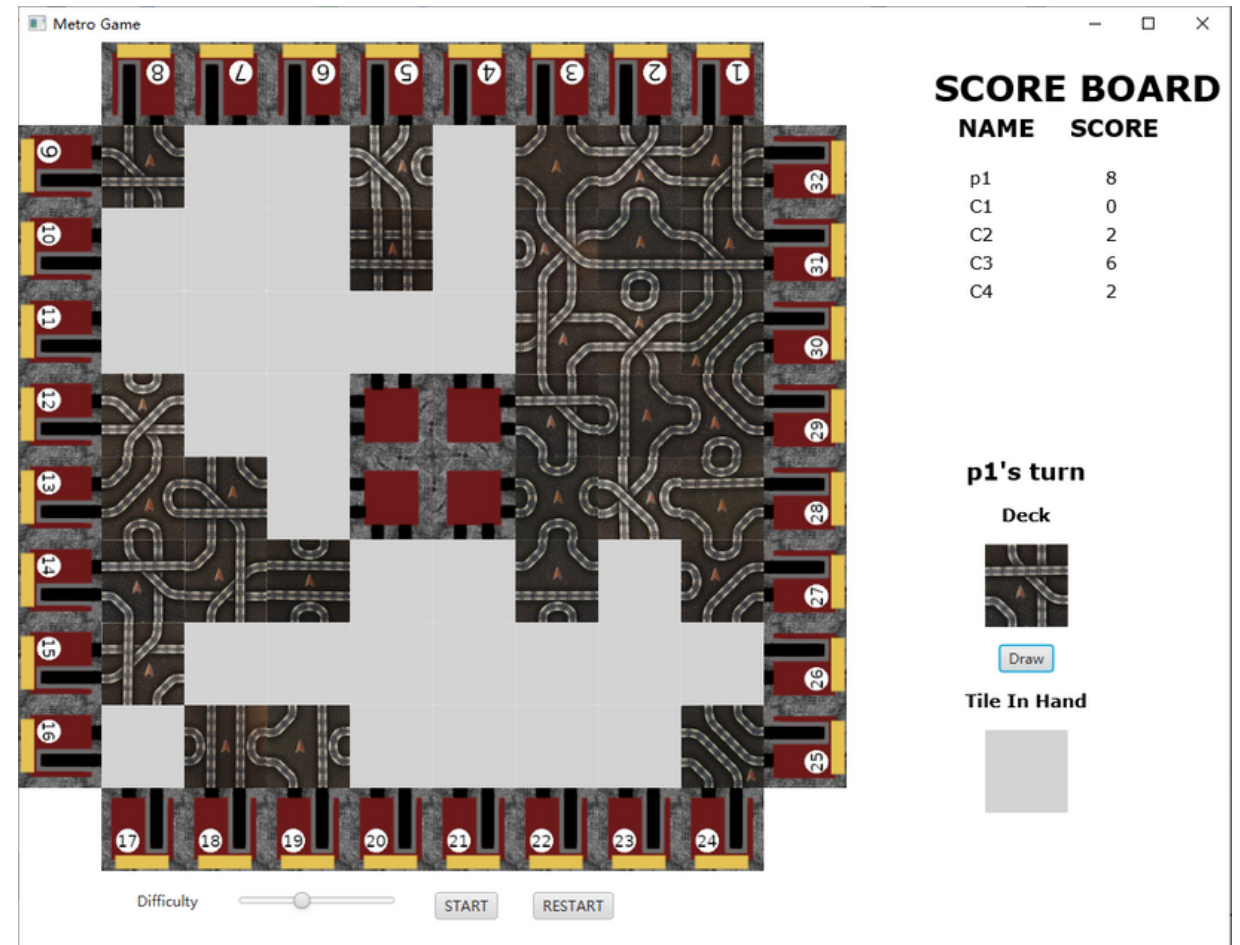 Metro Game
8 7 6 5 4 3 2 1
SCORE BOARD
NAME SCORE
9 32
p1 8
C1 0
10 31
C2 2
C3 6
C4 2
11 30
12 29
p1's turn
13 28
Deck
14 27
15 26
Draw
Tile In Hand
16 25
17 18 19 20 21 22 23 24
Difficulty START RESTART